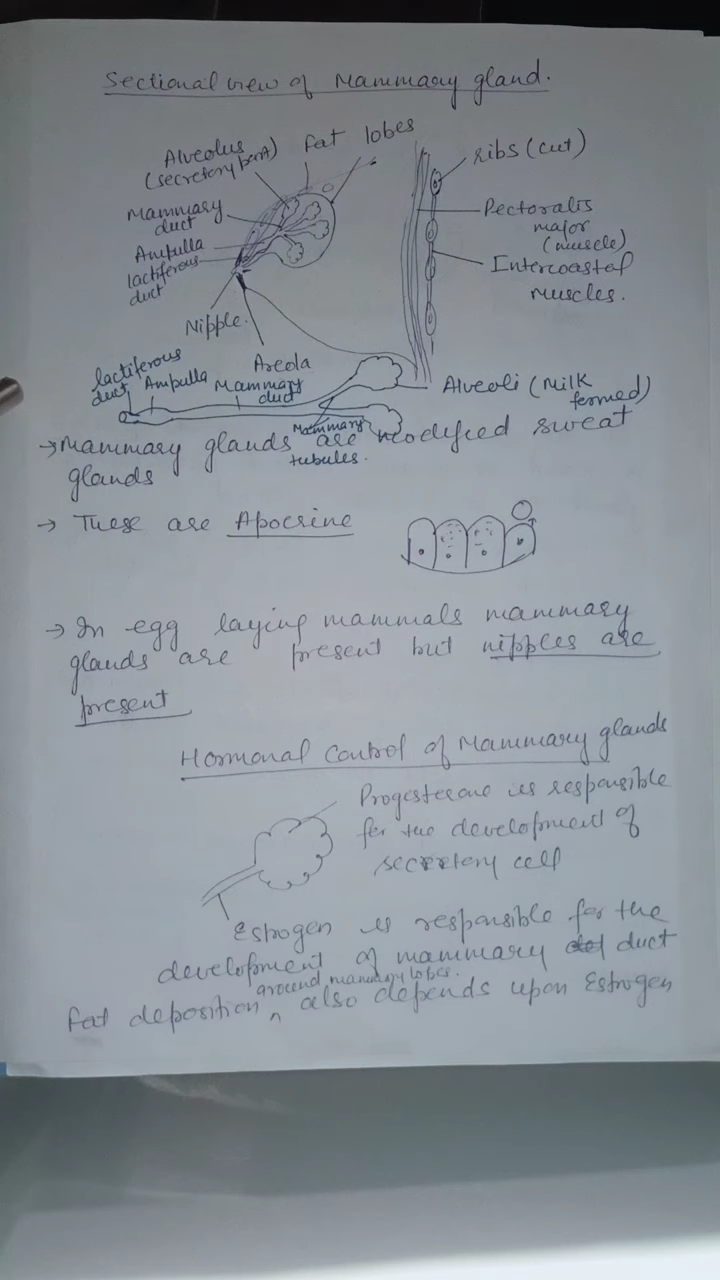 Sectional view of Mammary gland.
Alveolus
(secretory part)
Fat lobes
Ribs (cut)
Mammary
duct
Pectoralis
major
(muscle)
Ampulla
lactiferous
duct
Intercoastal
Muscles.
Nipple.
Areola
lactiferous
duct
Ampulla
Mammary
duct
Alveoli (Milk
formed)
Mammary
tubules.
→ Mammary glands are modified sweat
glands
→ These are Apocrine
→ In egg laying mammals mammary
glands are present but nipples are
present
Hormonal Control of Mammary glands
Progesterone is responsible
for the development of
secretory cell
Estrogen is responsible for the
development of mammary duct
around mammary lobes.
Fat deposition ^ also depends upon Estrogen